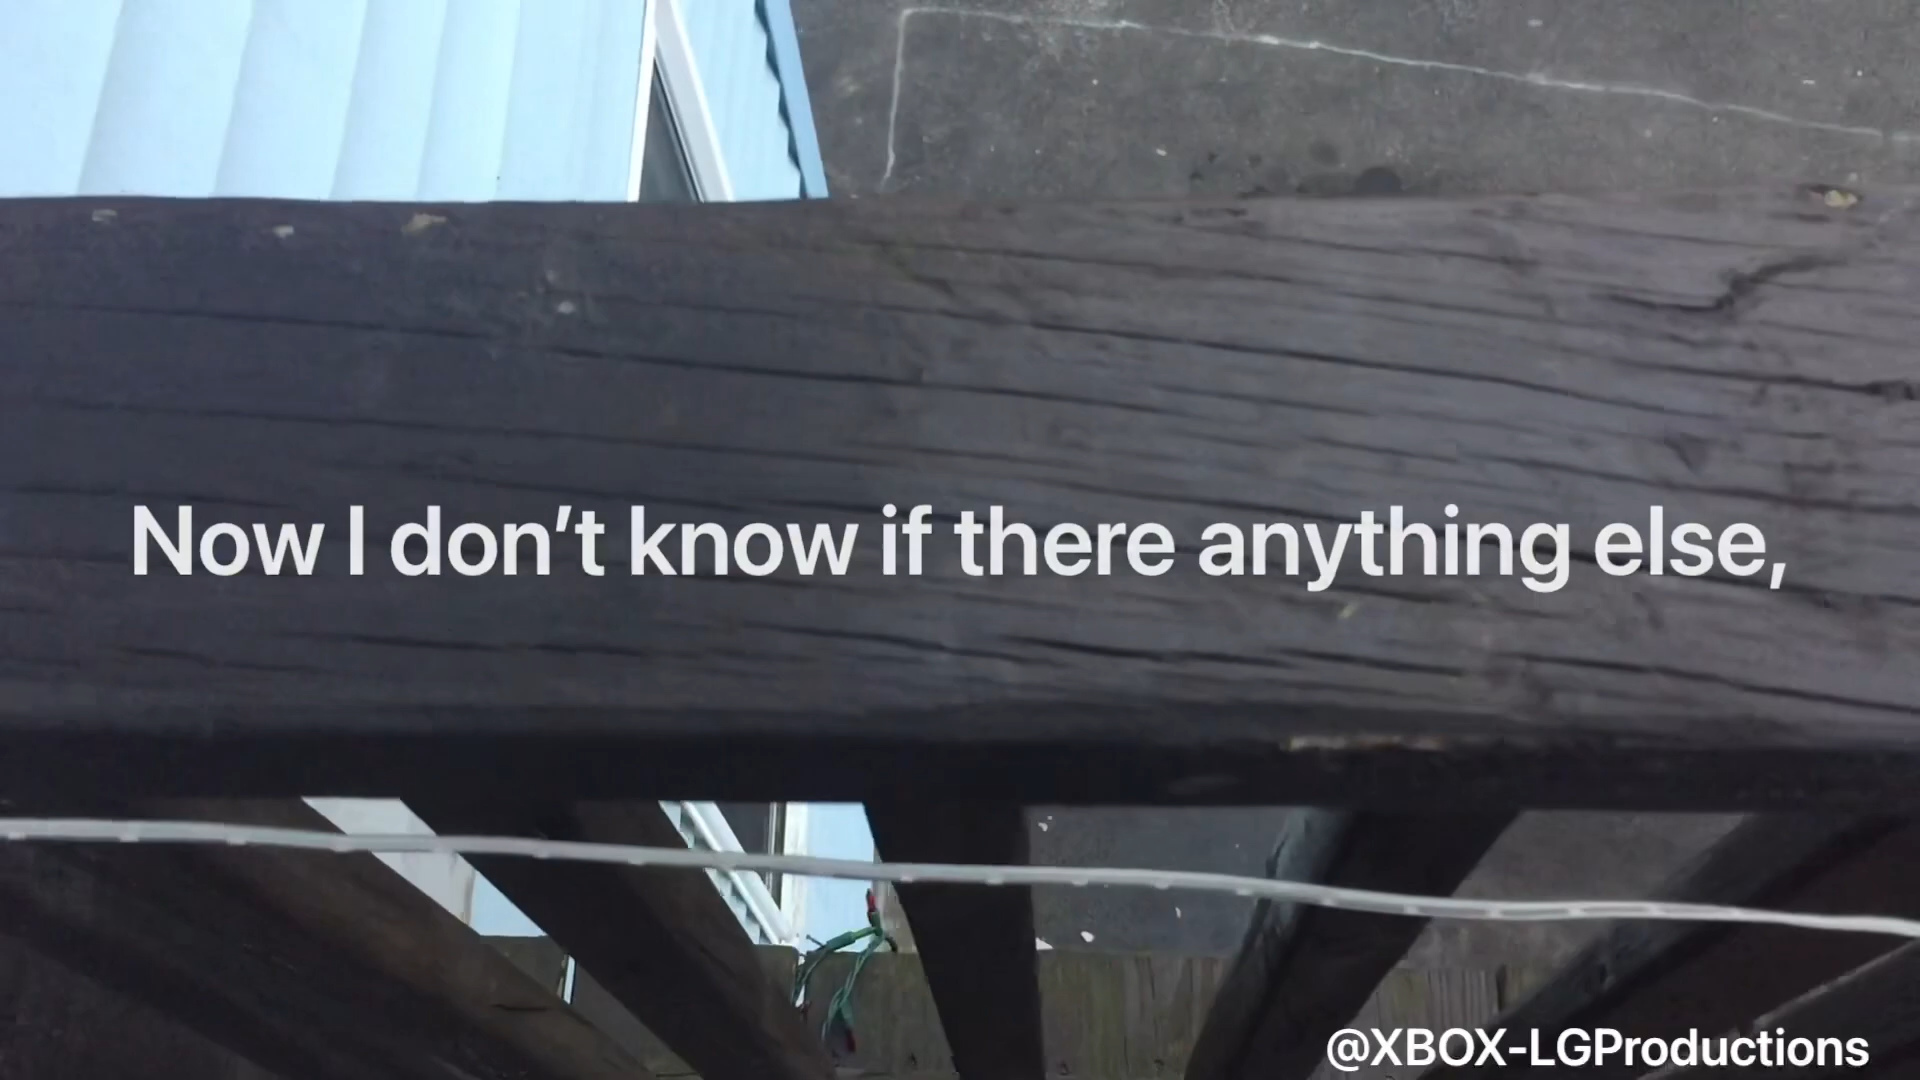 Now I don’t know if there anything else,
@XBOX-LGProductions